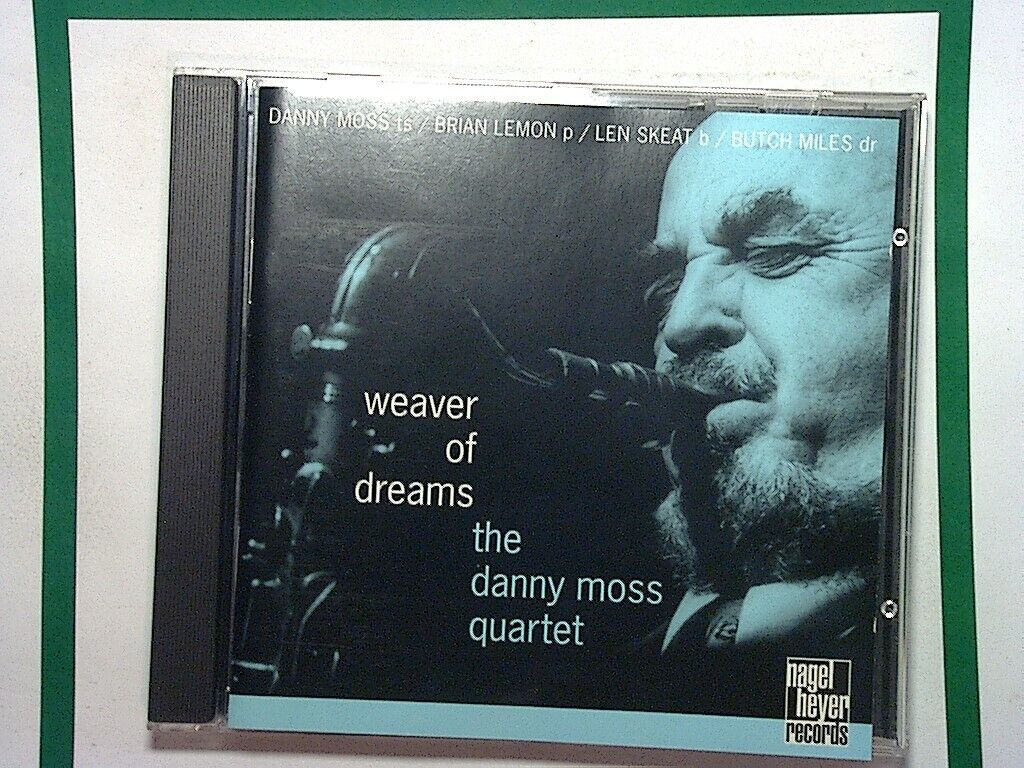 DANNY MOSS ts / BRIAN LEMON p / LEN SKEAT b / BUTCH MILES dr
weaver
of
dreams
the
danny moss
quartet
nagel
heyer
records